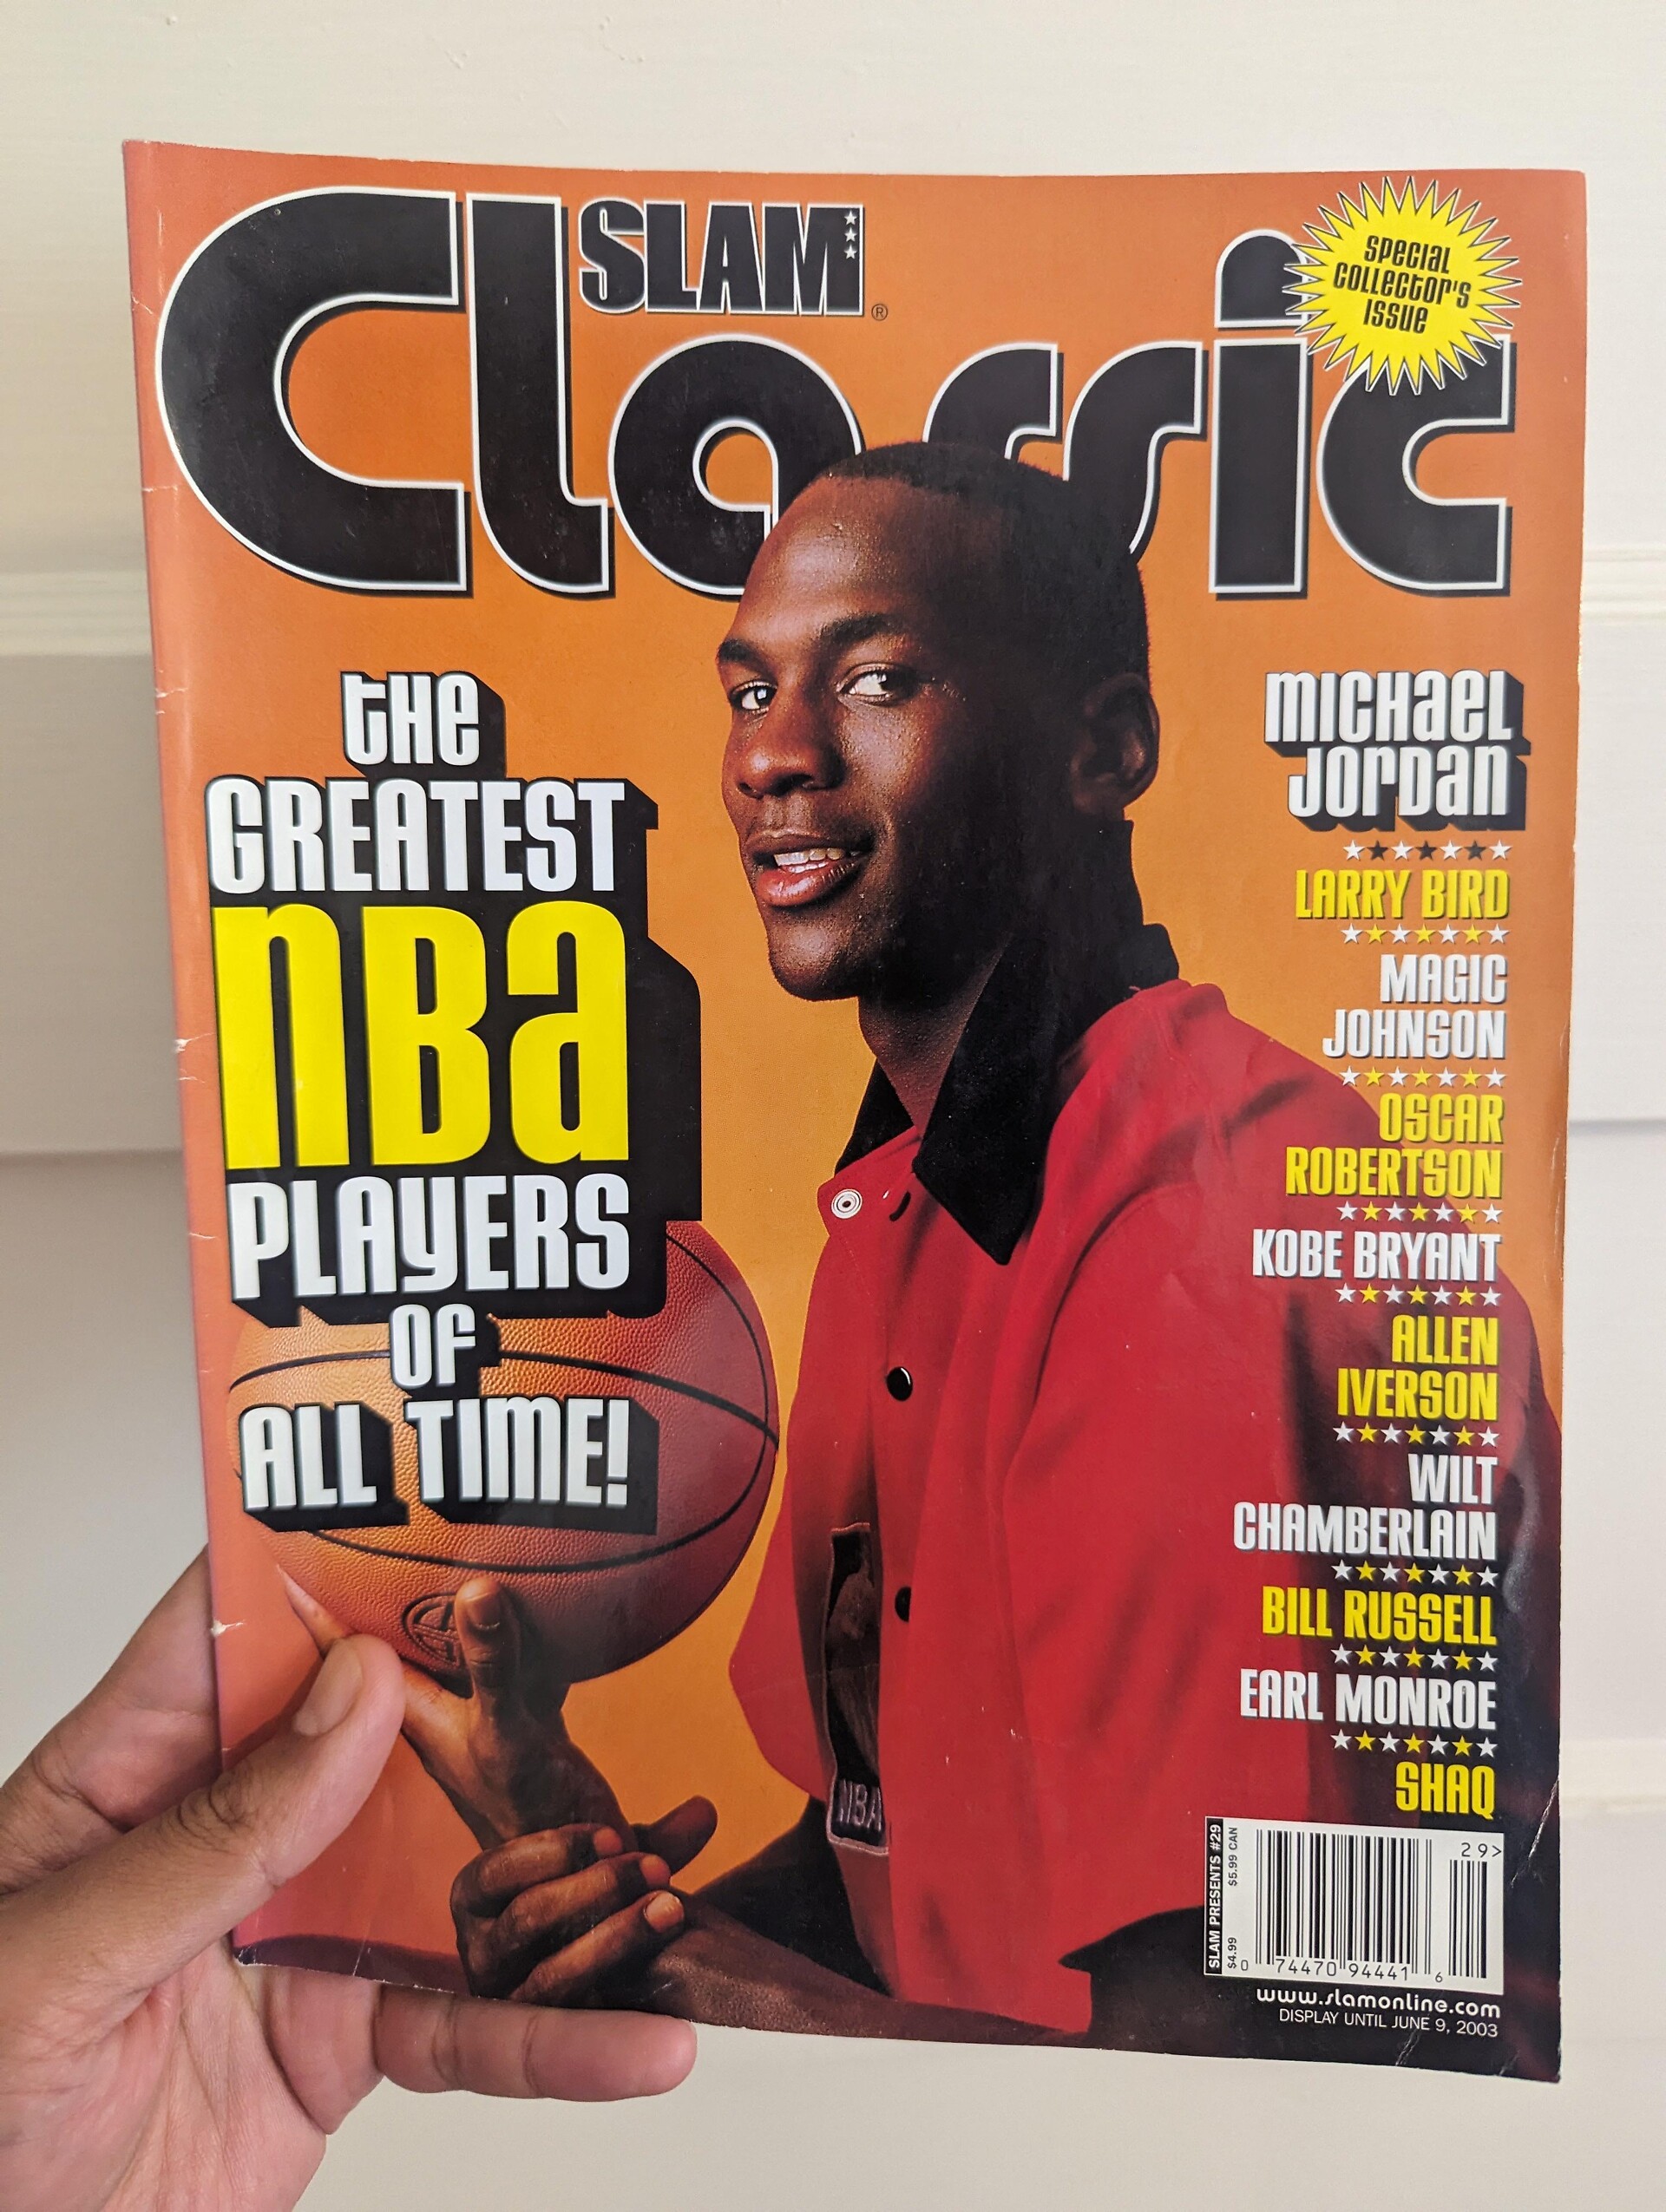 SLAM®
Classic
SPECIAL
COLLECTOR'S
ISSUE
THE
GREATEST
NBA
PLAYERS
OF
ALL TIME!
MICHAEL
JORDAN
LARRY BIRD
MAGIC
JOHNSON
OSCAR
ROBERTSON
KOBE BRYANT
ALLEN
IVERSON
WILT
CHAMBERLAIN
BILL RUSSELL
EARL MONROE
SHAQ
NBA
SLAM PRESENTS #29
$4.99 $5.99 CAN
29>
0 74470 94441 6
www.slamonline.com
DISPLAY UNTIL JUNE 9, 2003